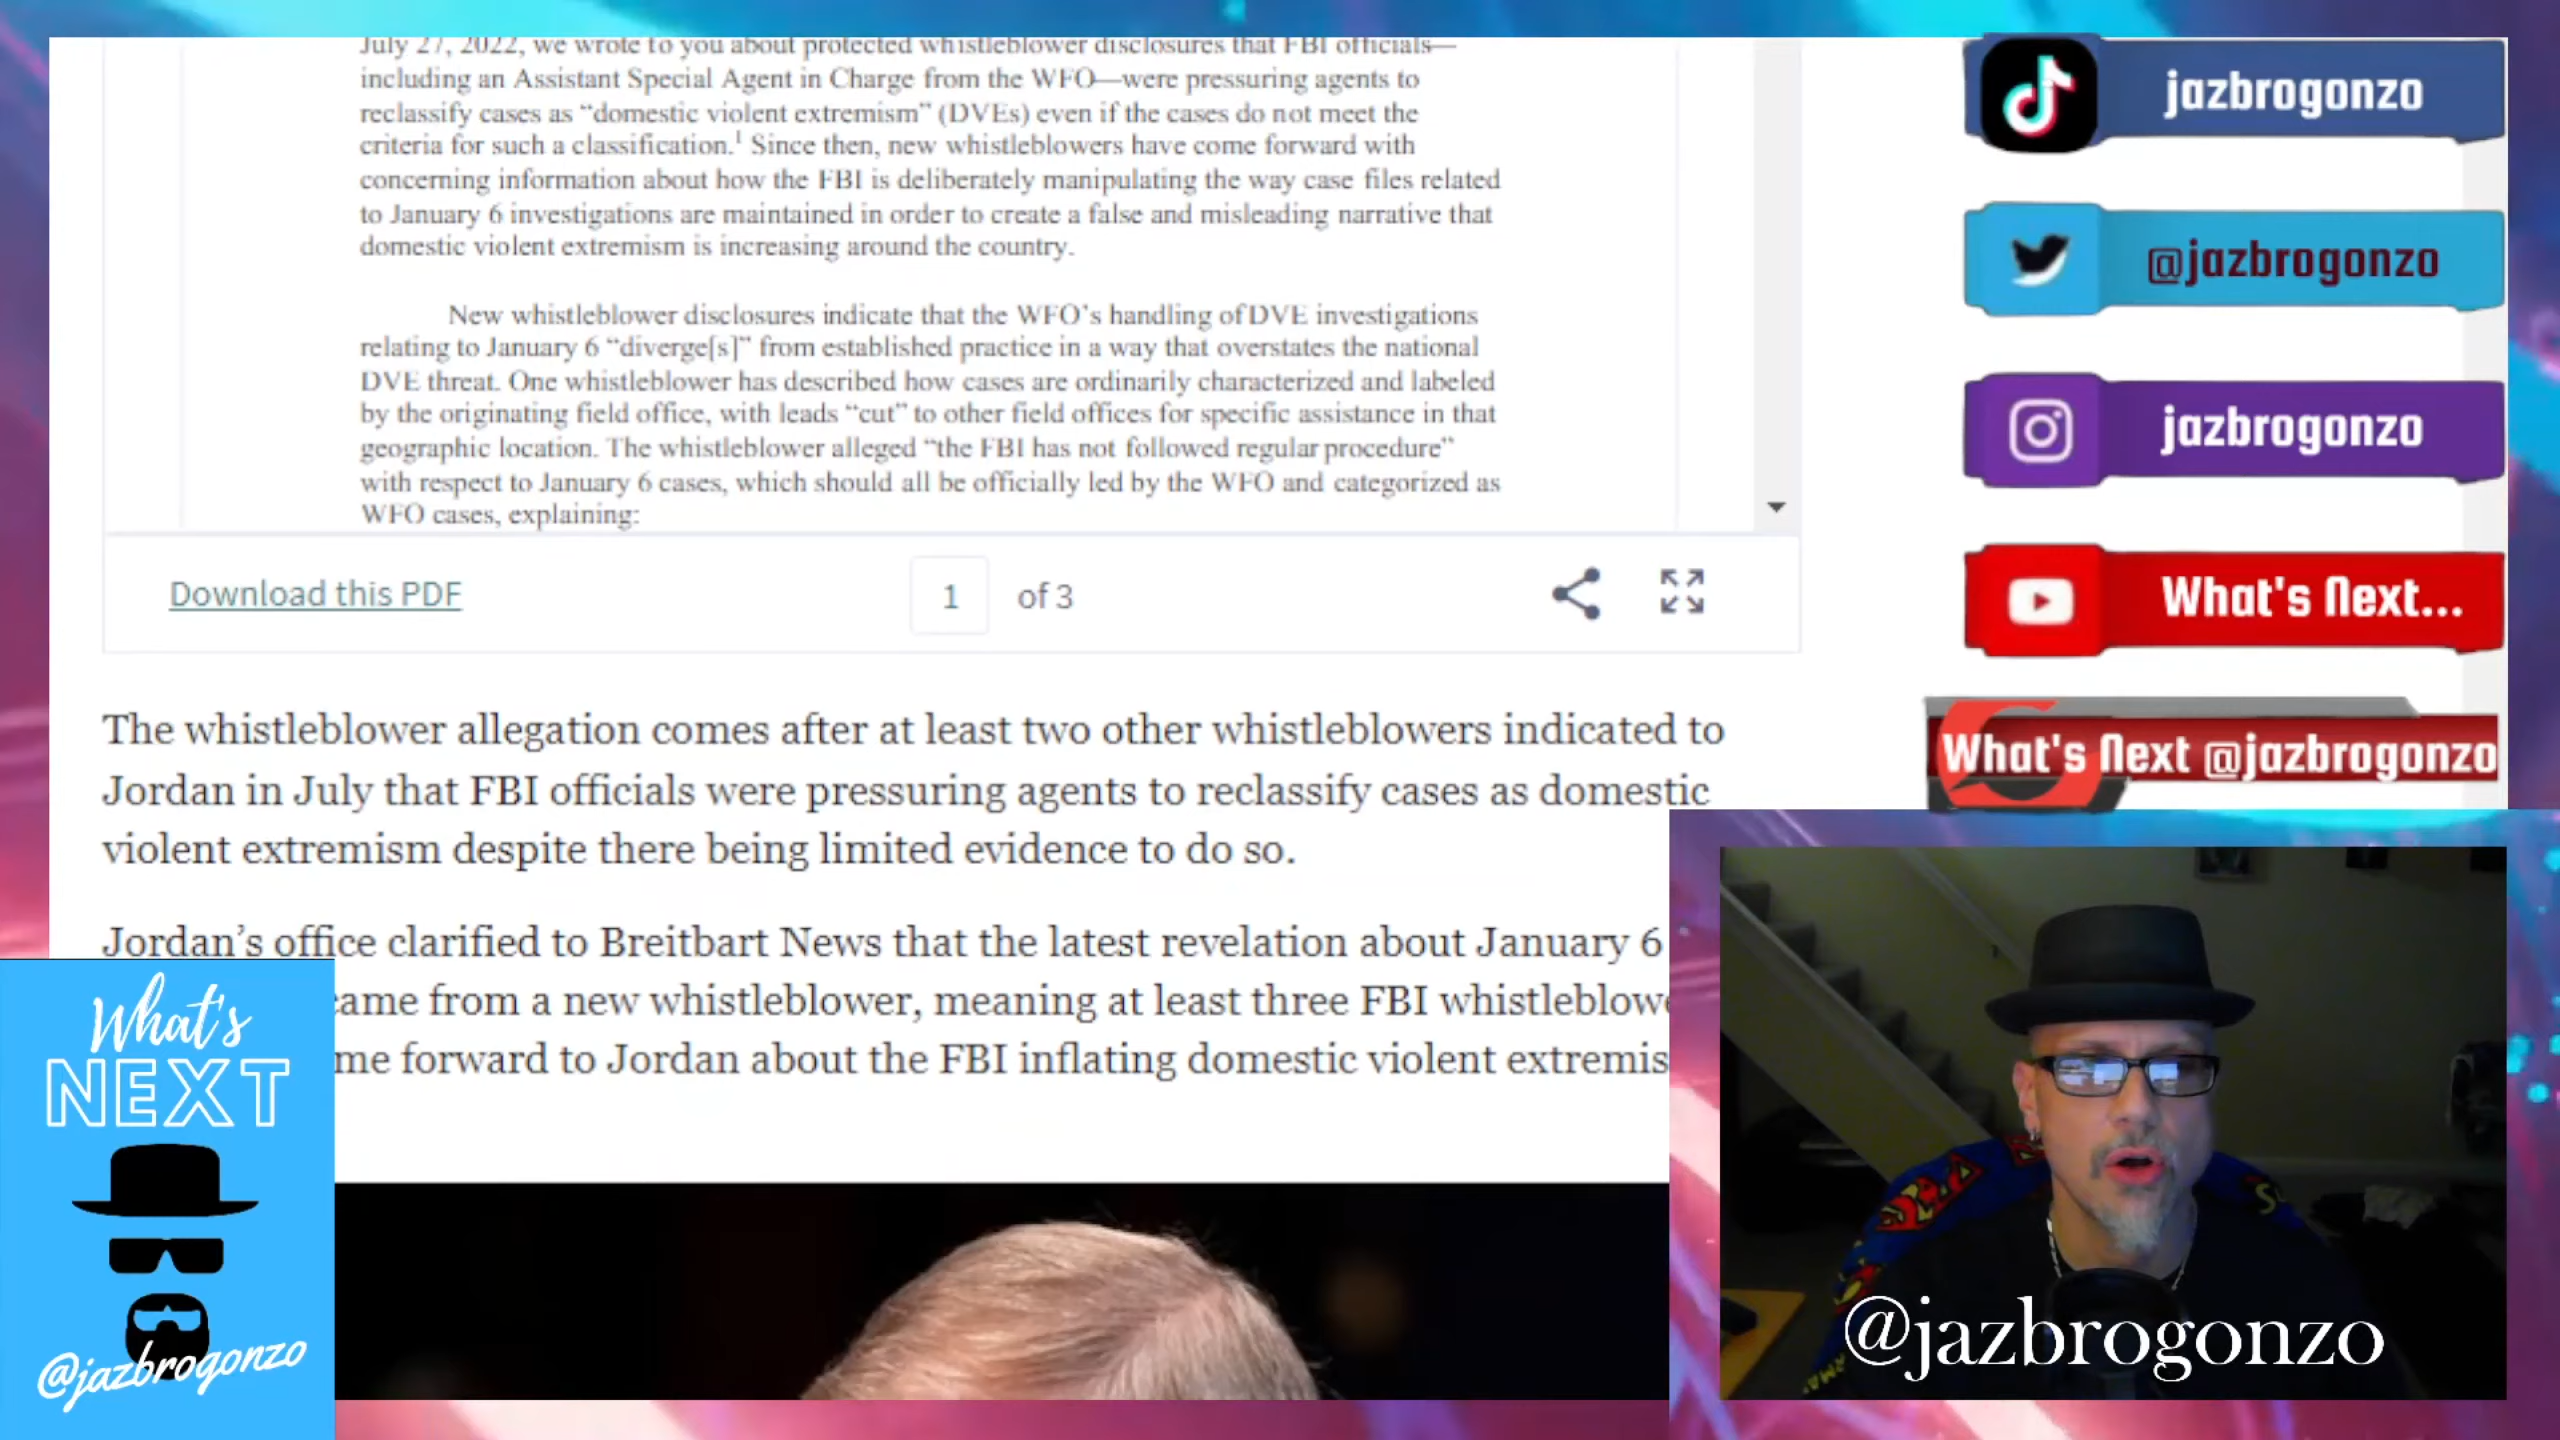 July 27, 2022, we wrote to you about protected whistleblower disclosures that FBI officials—
including an Assistant Special Agent in Charge from the WFO—were pressuring agents to
reclassify cases as “domestic violent extremism” (DVEs) even if the cases do not meet the
criteria for such a classification.1 Since then, new whistleblowers have come forward with
concerning information about how the FBI is deliberately manipulating the way case files related
to January 6 investigations are maintained in order to create a false and misleading narrative that
domestic violent extremism is increasing around the country.
New whistleblower disclosures indicate that the WFO’s handling of DVE investigations
relating to January 6 “diverge[s]” from established practice in a way that overstates the national
DVE threat. One whistleblower has described how cases are ordinarily characterized and labeled
by the originating field office, with leads “cut” to other field offices for specific assistance in that
geographic location. The whistleblower alleged “the FBI has not followed regular procedure”
with respect to January 6 cases, which should all be officially led by the WFO and categorized as
WFO cases, explaining:
Download this PDF
1 of 3
The whistleblower allegation comes after at least two other whistleblowers indicated to
Jordan in July that FBI officials were pressuring agents to reclassify cases as domestic
violent extremism despite there being limited evidence to do so.
Jordan’s office clarified to Breitbart News that the latest revelation about January 6
came from a new whistleblower, meaning at least three FBI
me forward to Jordan about the FBI inflating domestic violent
jazbrogonzo
@jazbrogonzo
jazbrogonzo
What's Next...
What's Next @jazbrogonzo
What's
NEXT
@jazbrogonzo
@jazbrogonzo